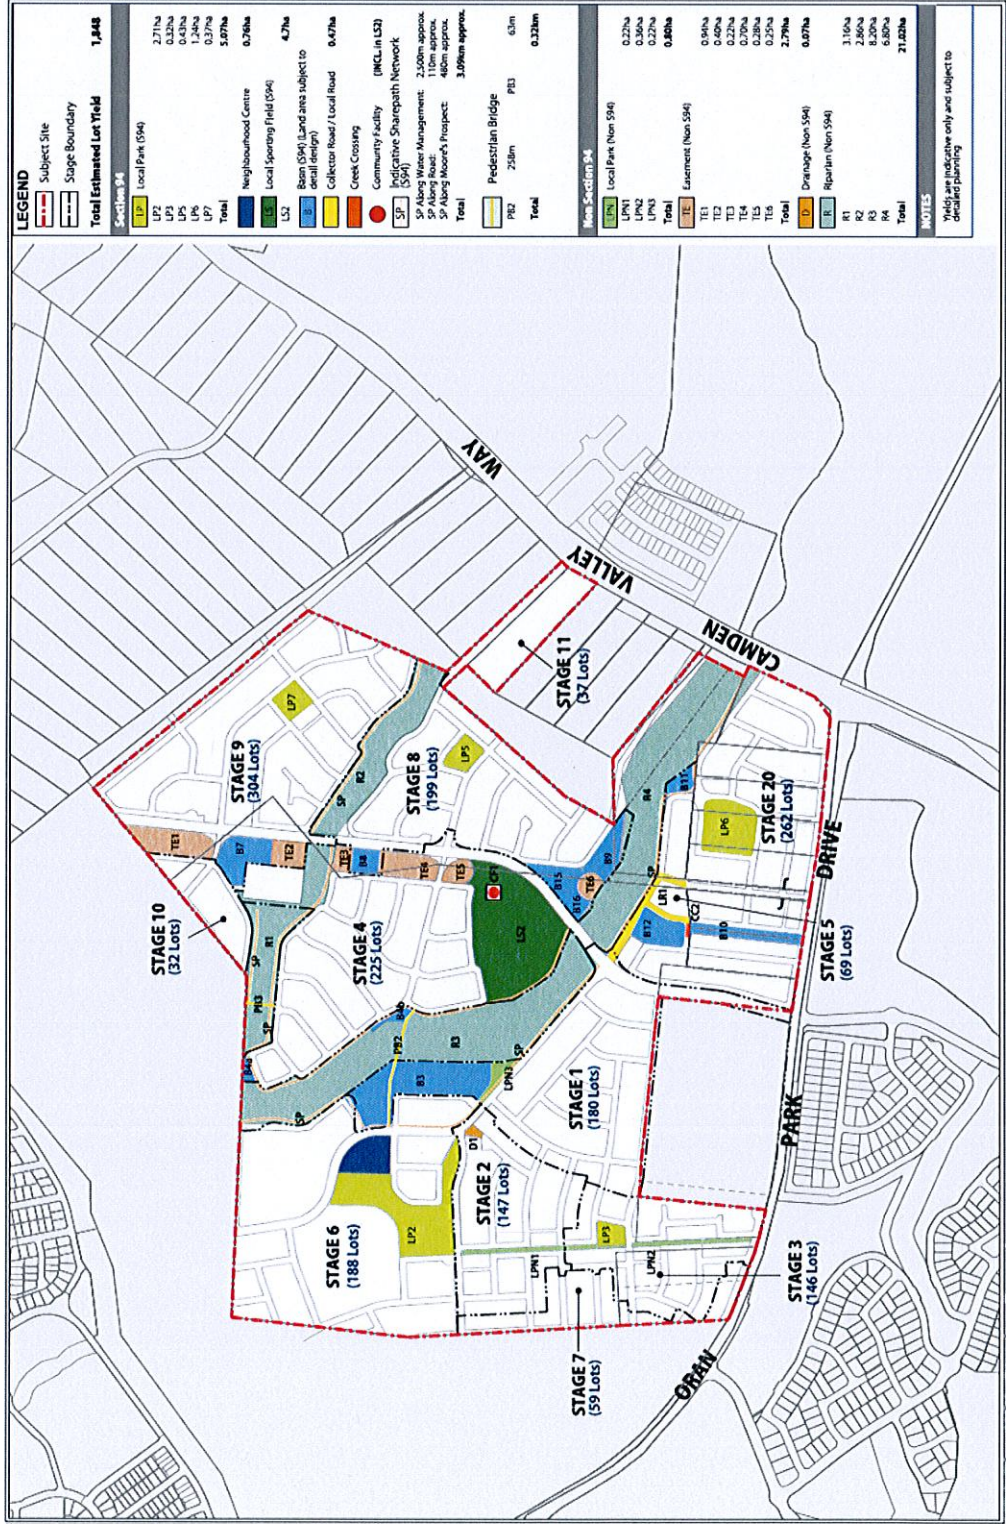 LEGEND
Subject Site
Stage Boundary
Total Estimated Lot Yield 1,848
Section 94
LP Local Park (S94)
LP2 2.71ha
LP3 0.32ha
LP5 0.43ha
LP6 1.24ha
LP7 0.37ha
Total 5.07ha
Neighbourhood Centre 0.76ha
LS Local Sporting Field (S94)
LS2 4.7ha
B Basin (S94) (Land area subject to
detail design)
Collector Road / Local Road 0.47ha
Creek Crossing
Community Facility (INCL. in LS2)
SP Indicative Sharepath Network
(S94)
SP Along Water Management: 2,500m approx.
SP Along Road: 110m approx.
SP Along Moore's Prospect: 480m approx.
Total 3.09km approx.
Pedestrian Bridge
PB2 258m PB3 63m
Total 0.32km
Non Section 94
LPN Local Park (Non S94)
LPN1 0.22ha
LPN2 0.36ha
LPN3 0.22ha
Total 0.80ha
TE Easement (Non S94)
TE1 0.94ha
TE2 0.40ha
TE3 0.22ha
TE4 0.70ha
TE5 0.28ha
TE6 0.25ha
Total 2.79ha
D Drainage (Non S94) 0.07ha
R Riparian (Non S94)
R1 3.16ha
R2 2.86ha
R3 8.20ha
R4 6.80ha
Total 21.02ha
NOTES
Yields are indicative only and subject to
detailed planning
CAMDEN VALLEY WAY
ORAN PARK DRIVE
STAGE 9
(304 Lots)
LP7
STAGE 10
(32 Lots)
TE1
B7
TE2
TE3
B8
TE4
TE5
SP
R2
STAGE 8
(199 Lots)
LP5
STAGE 11
(37 Lots)
SP
R1
PB3
SP
STAGE 4
(225 Lots)
CF1
LS2
B4a
B4b
PB2
R3
B3
SP
SP
LPN3
B15
B16
TE6
B9
R4
B11
SP
LP6
STAGE 20
(262 Lots)
LR1
CC2
B12
B10
STAGE 5
(69 Lots)
STAGE 6
(188 Lots)
LP2
D1
STAGE 2
(147 Lots)
STAGE 1
(180 Lots)
LPN1
LP3
LPN2
STAGE 3
(146 Lots)
STAGE 7
(59 Lots)